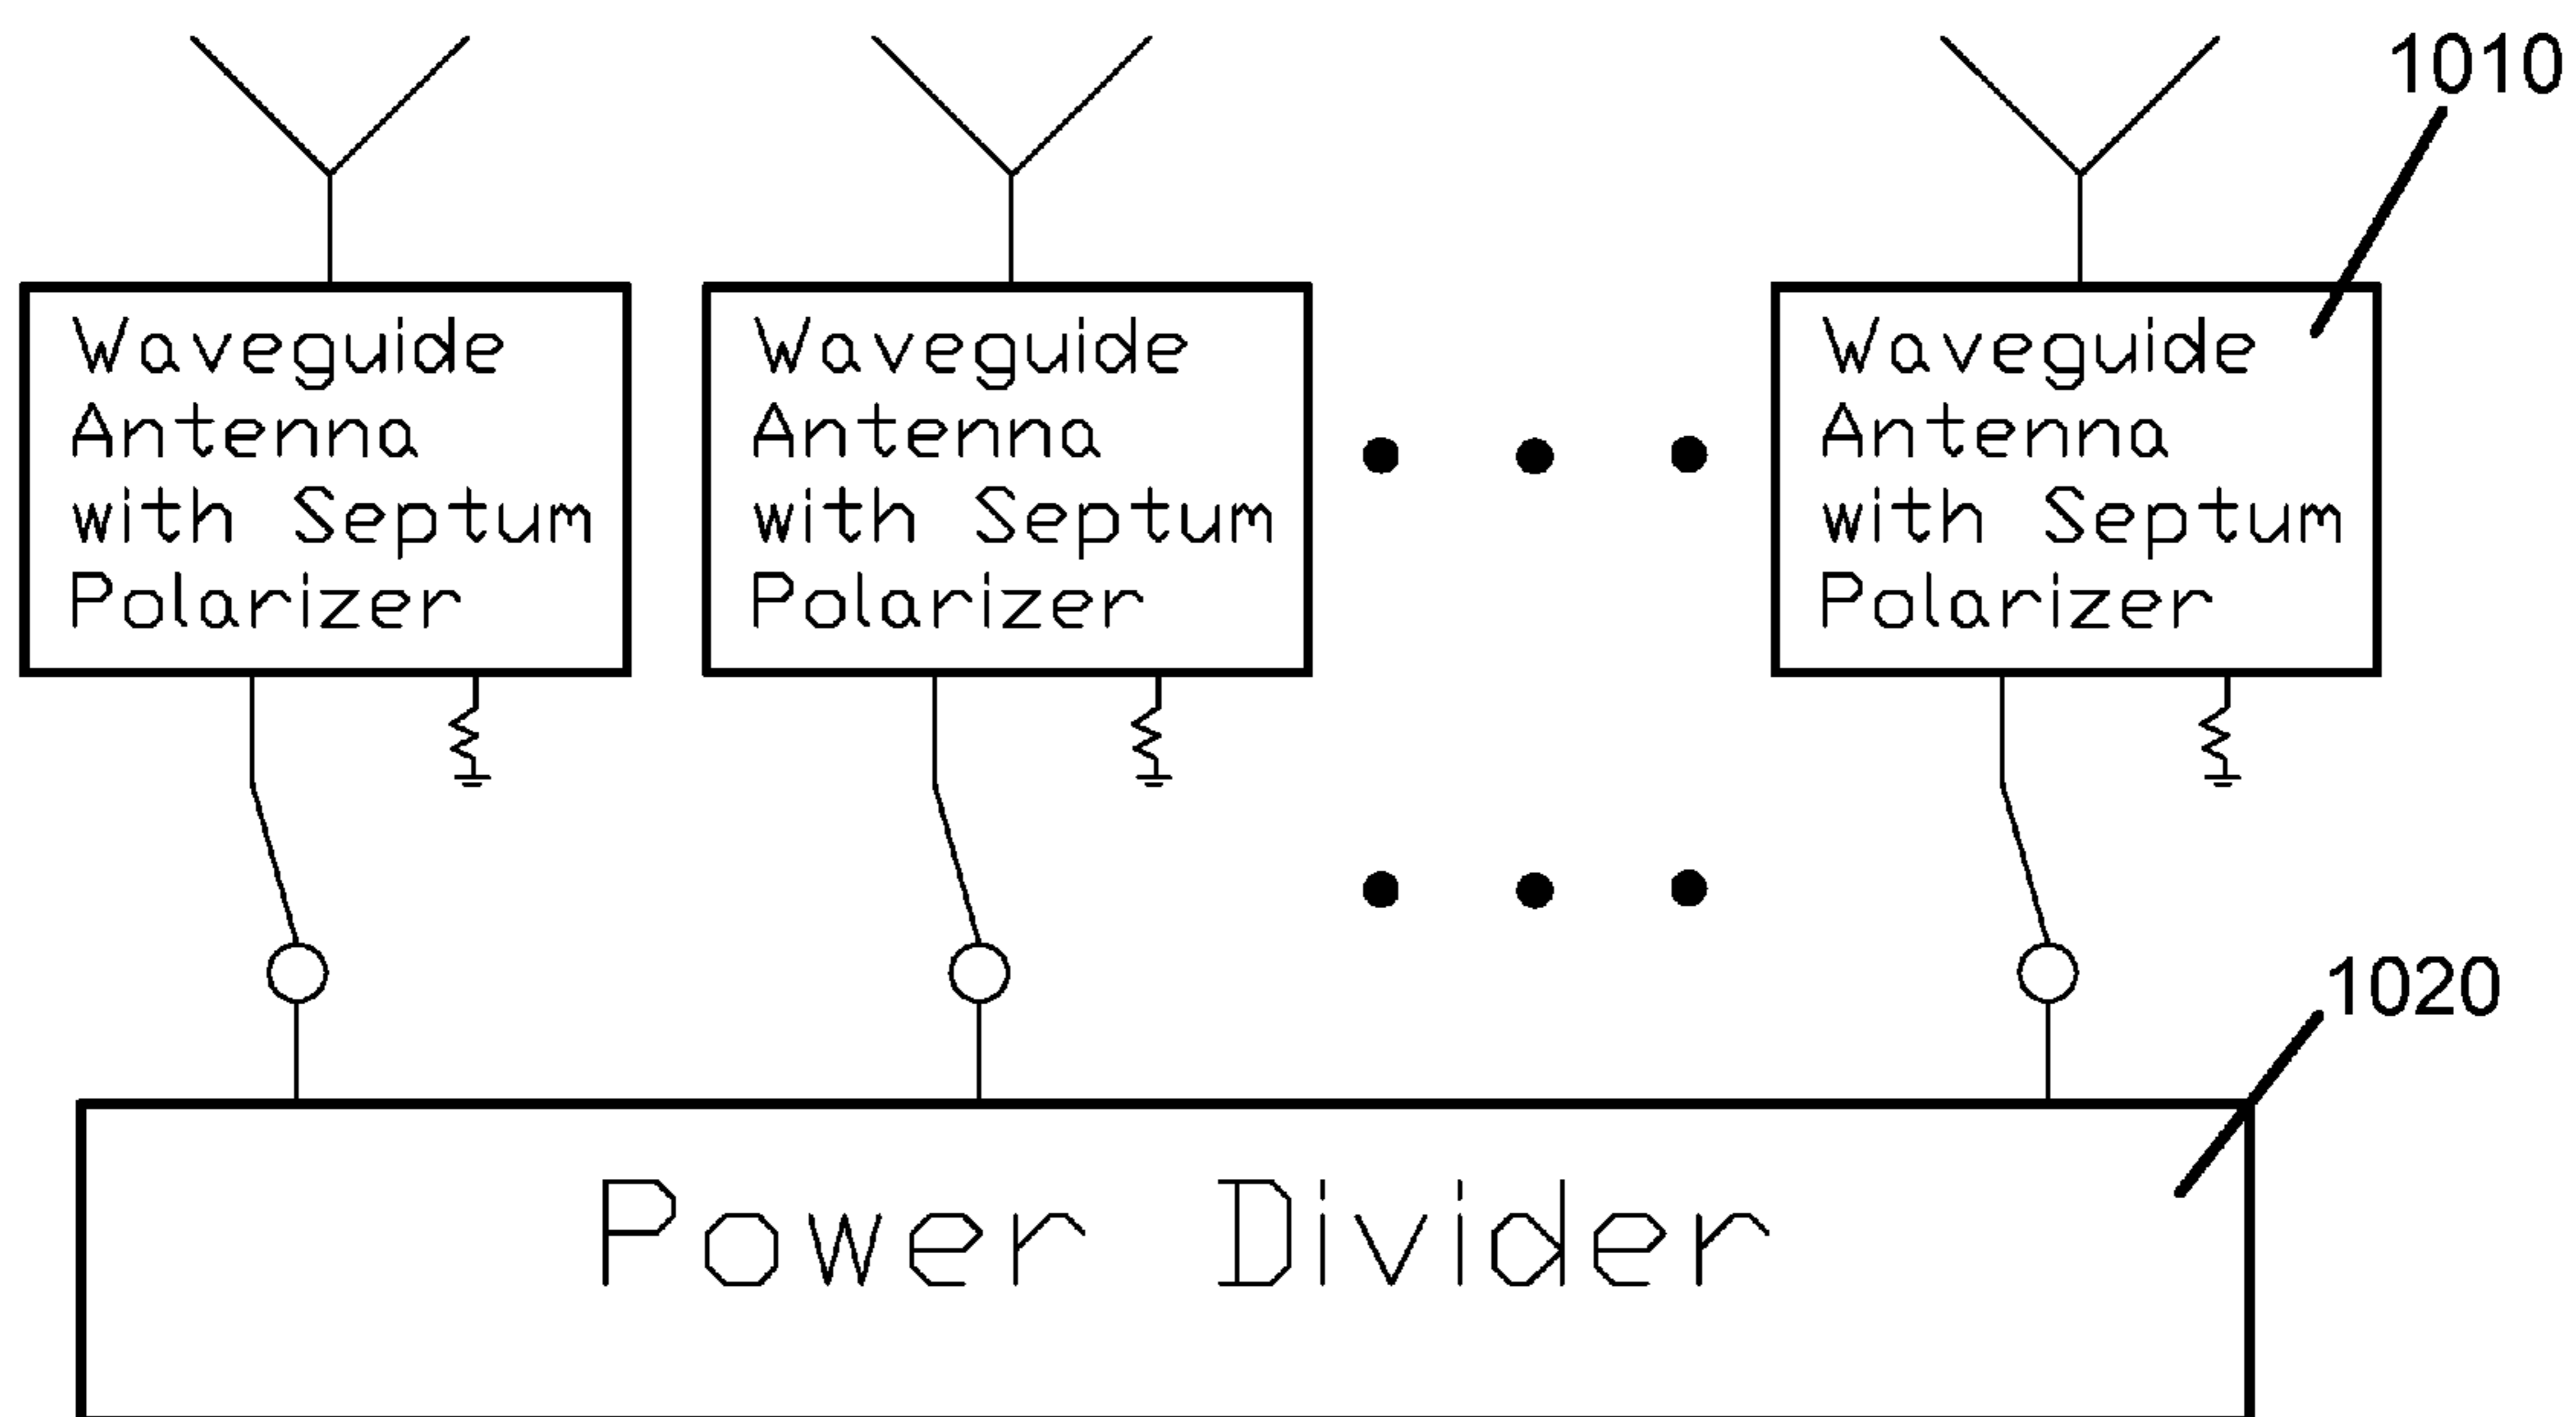 1010
Waveguide
Antenna
with Septum
Polarizer
Waveguide
Antenna
with Septum
Polarizer
Waveguide
Antenna
with Septum
Polarizer
1020
Power Divider